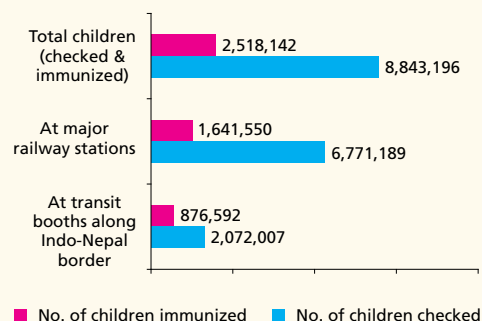 Total children
(checked &
immunized)
2,518,142
8,843,196
At major
railway stations
1,641,550
6,771,189
At transit
booths along
Indo-Nepal
border
876,592
2,072,007
No. of children immunized No. of children checked